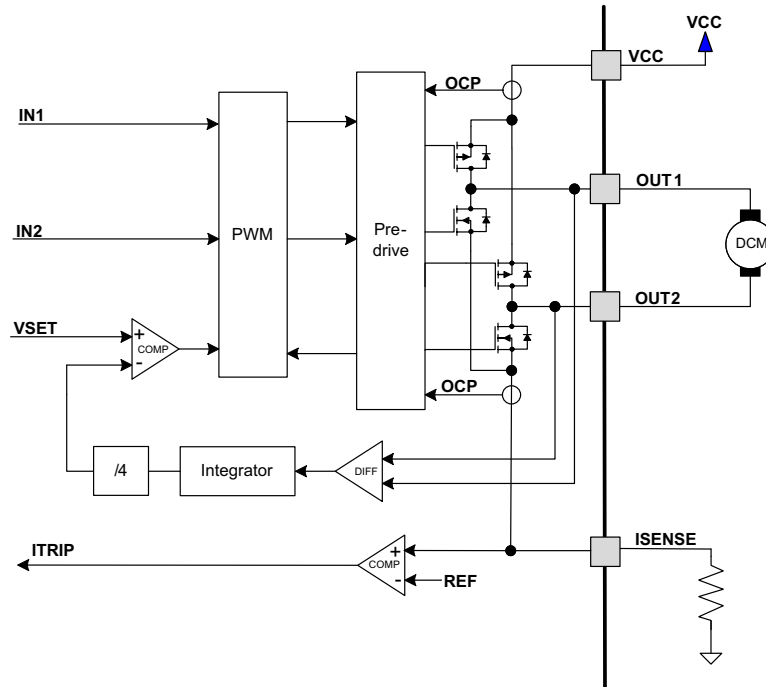 VCC
VCC
OCP
IN1
OUT1
IN2
PWM
Pre-
drive
DCM
OUT2
VSET
+
COMP
-
OCP
/4
Integrator
DIFF
ISENSE
ITRIP
+
COMP
-
REF